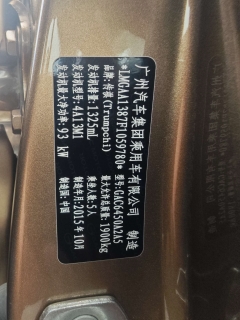 广州汽车集团乘用车有限公司 制造
*LMGAA1387F1059780*
品牌: 传祺(Trumpchi) 型号: GAC6450A2A5
发动机排量: 1325mL 乘坐人数: 5人
发动机型号: 4A13M1 最大允许总质量: 1900kg
发动机最大净功率: 93 kW 制造年月: 2015年10月
制造国: 中国